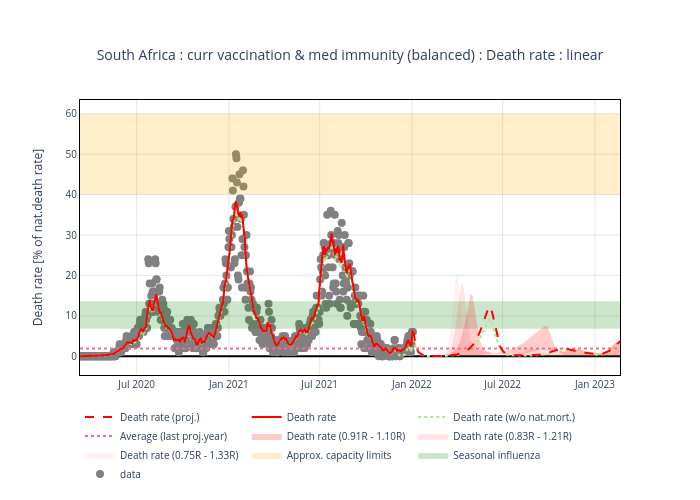 South Africa : curr vaccination & med immunity (balanced) : Death rate : linear
Death rate [% of nat.death rate]
60
50
40
30
20
10
0
Jul 2020
Jan 2021
Jul 2021
Jan 2022
Jul 2022
Jan 2023
Death rate (proj.)
Death rate
Death rate (w/o nat.mort.)
Average (last proj.year)
Death rate (0.91R - 1.10R)
Death rate (0.83R - 1.21R)
Death rate (0.75R - 1.33R)
Approx. capacity limits
Seasonal influenza
data